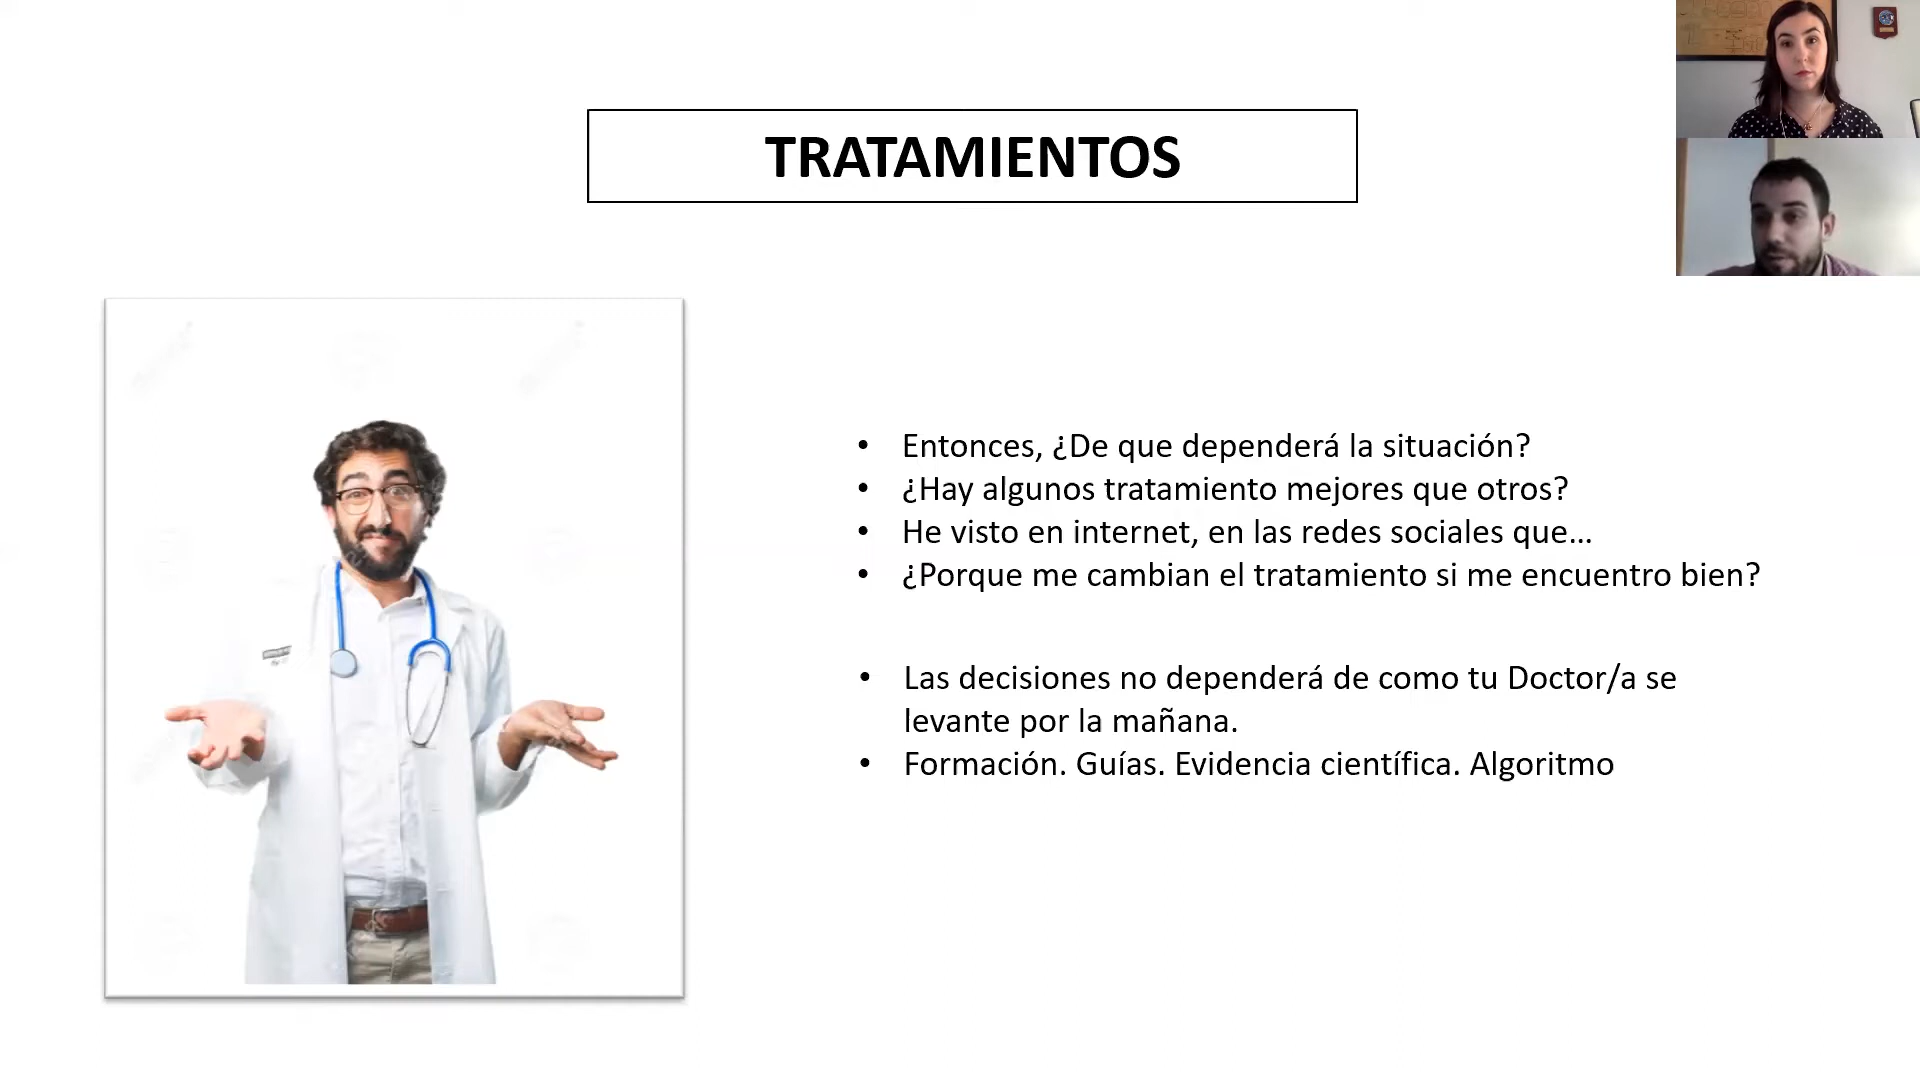 TRATAMIENTOS
• Entonces, ¿De que dependerá la situación?
• ¿Hay algunos tratamiento mejores que otros?
• He visto en internet, en las redes sociales que...
• ¿Porque me cambian el tratamiento si me encuentro bien?
• Las decisiones no dependerá de como tu Doctor/a se
levante por la mañana.
• Formación. Guías. Evidencia científica. Algoritmo